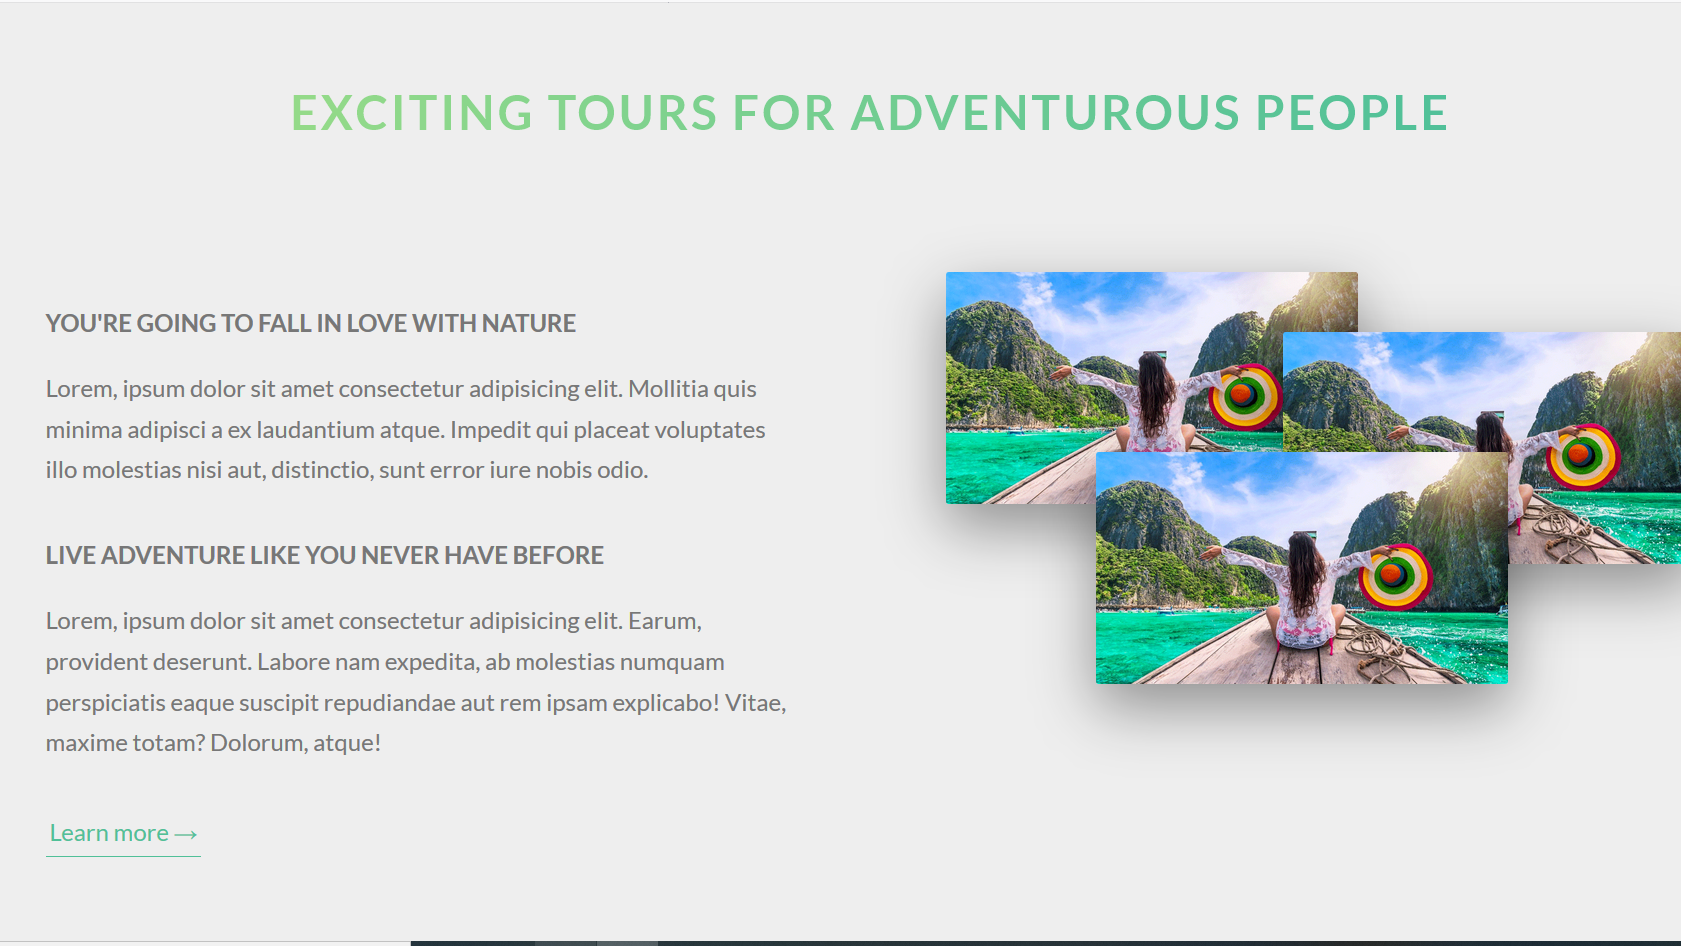 EXCITING TOURS FOR ADVENTUROUS PEOPLE
YOU'RE GOING TO FALL IN LOVE WITH NATURE
Lorem, ipsum dolor sit amet consectetur adipisicing elit. Mollitia quis
minima adipisci a ex laudantium atque. Impedit qui placeat voluptates
illo molestias nisi aut, distinctio, sunt error iure nobis odio.
LIVE ADVENTURE LIKE YOU NEVER HAVE BEFORE
Lorem, ipsum dolor sit amet consectetur adipisicing elit. Earum,
provident deserunt. Labore nam expedita, ab molestias numquam
perspiciatis eaque suscipit repudiandae aut rem ipsam explicabo! Vitae,
maxime totam? Dolorum, atque!
Learn more →